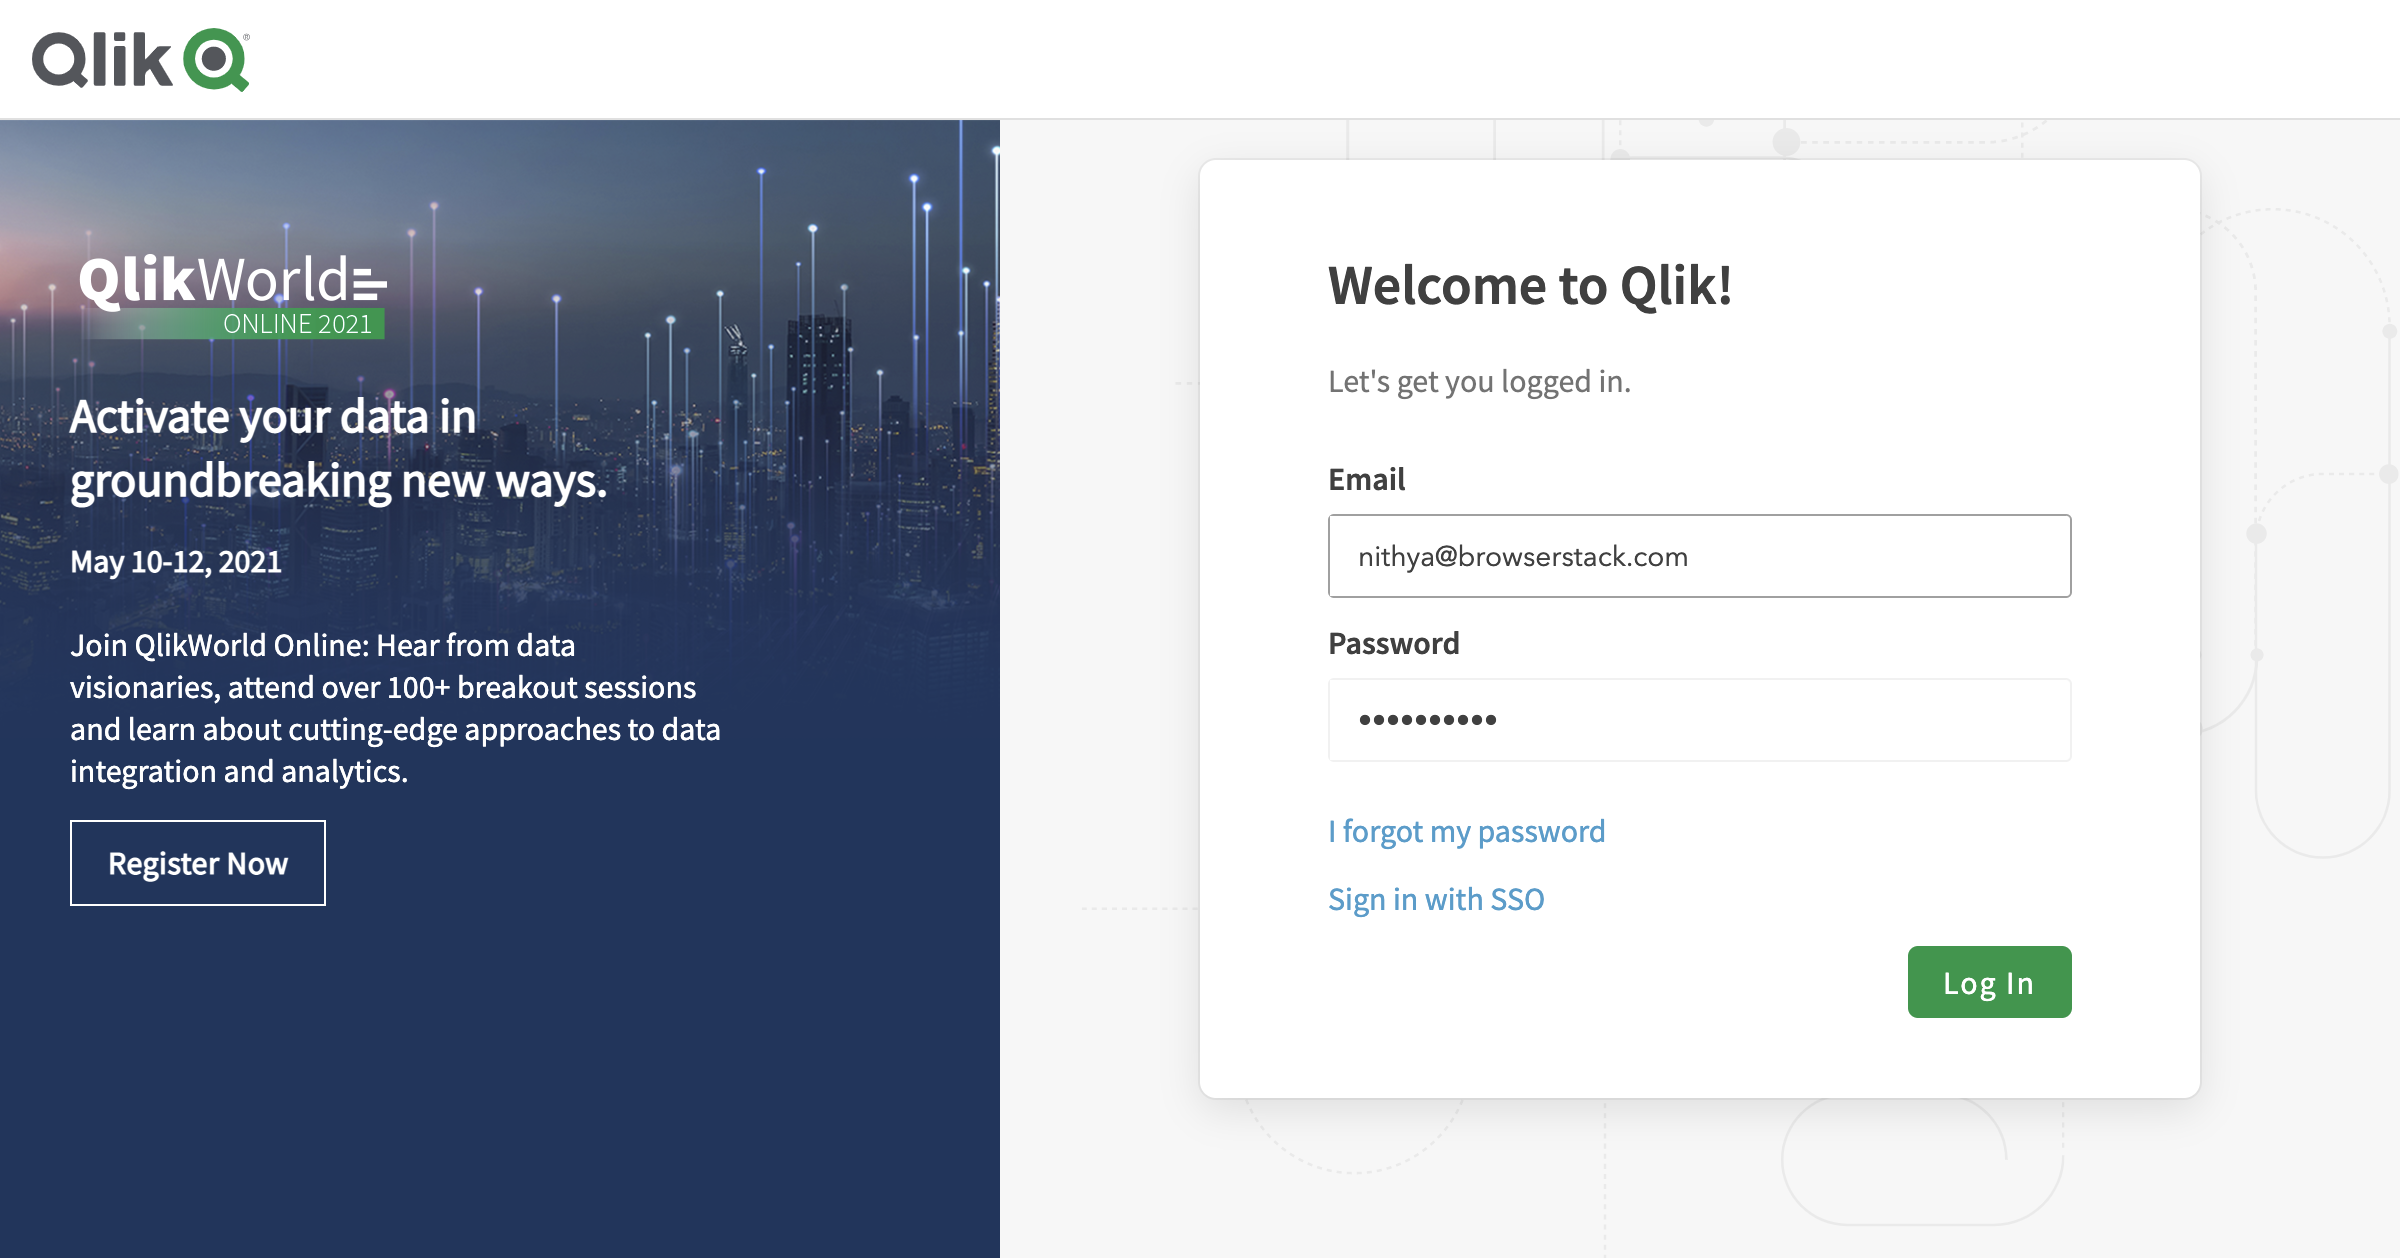 Qlik
QlikWorld
ONLINE 2021
Activate your data in
groundbreaking new ways.
May 10-12, 2021
Join QlikWorld Online: Hear from data
visionaries, attend over 100+ breakout sessions
and learn about cutting-edge approaches to data
integration and analytics.
Register Now
Welcome to Qlik!
Let's get you logged in.
Email
nithya@browserstack.com
Password
••••••••••
I forgot my password
Sign in with SSO
Log In